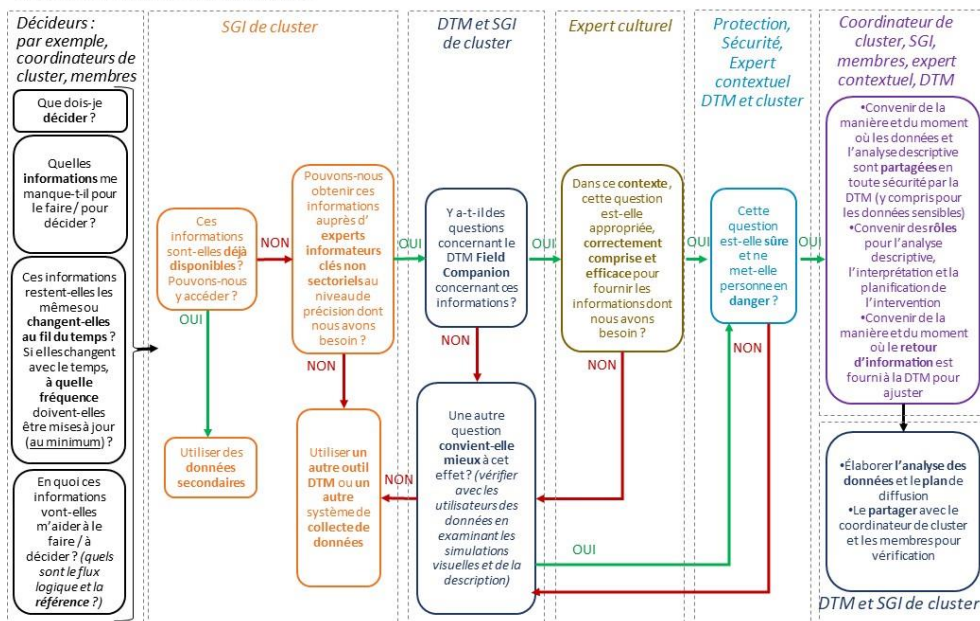 Décideurs :
par exemple,
coordinateurs de
cluster, membres
Que dois-je
décider ?
Quelles
informations me
manque-t-il pour
le faire / pour
décider ?
Ces informations
restent-elles les
mêmes ou
changent-elles
au fil du temps ?
Si elles changent
avec le temps,
à quelle
fréquence
doivent-elles
être mises à jour
(au minimum) ?
En quoi ces
informations
vont-elles
m'aider à le
faire / à
décider ? (quels
sont le flux
logique et la
référence ?)
SGI de cluster
Ces
informations
sont-elles déjà
disponibles ?
Pouvons-nous
y accéder ?
NON
OUI
Utiliser des
données
secondaires
Pouvons-nous
obtenir ces
informations
auprès d'
experts
informateurs
clés non
sectoriels au
niveau de
précision dont
nous avons
besoin ?
OUI
NON
Utiliser un
autre outil
DTM ou un
autre
système de
collecte de
données
DTM et SGI
de cluster
Y a-t-il des
questions
concernant le
DTM Field
Companion
concernant ces
informations ?
OUI
NON
Une autre
question
convient-elle
mieux à cet
effet ? (vérifier
avec les
utilisateurs des
données en
examinant les
simulations
visuelles et de la
description)
NON
OUI
Expert culturel
Dans ce contexte,
cette question
est-elle
appropriée,
correctement
comprise et
efficace pour
fournir les
informations dont
nous avons
besoin ?
OUI
NON
Protection,
Sécurité,
Expert
contextuel
DTM et cluster
Cette
question
est-elle sûre
et ne
met-elle
personne en
danger ?
OUI
NON
Coordinateur de
cluster, SGI,
membres, expert
contextuel, DTM
•Convenir de la
manière et du moment
où les données et
l'analyse descriptive
sont partagées en
toute sécurité par la
DTM (y compris pour
les données sensibles)
•Convenir des rôles
pour l'analyse
descriptive,
l'interprétation et la
planification de
l'intervention
•Convenir de la
manière et du moment
où le retour
d'information est
fourni à la DTM pour
ajuster
•Élaborer l'analyse des
données et le plan de
diffusion
•Le partager avec le
coordinateur de cluster
et les membres pour
vérification
DTM et SGI de cluster